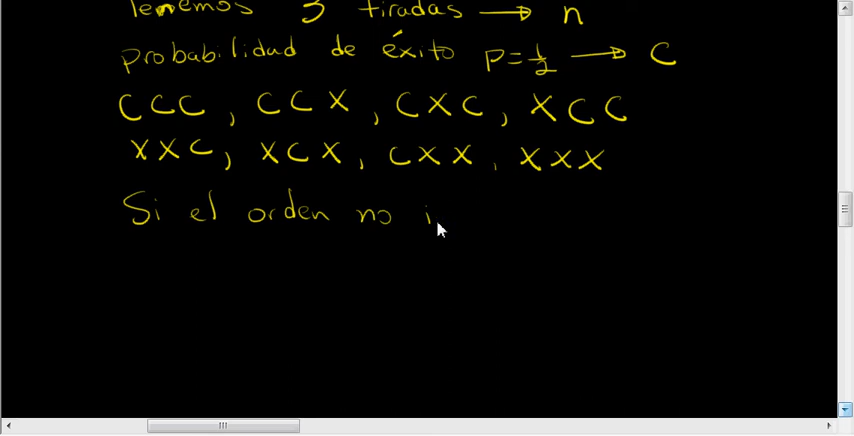 Tenemos 3 tiradas → n
probabilidad de éxito P=1/2 → C
CCC, CCX, CXC, XCC
XXC, XCX, CXX, XXX
Si el orden no i